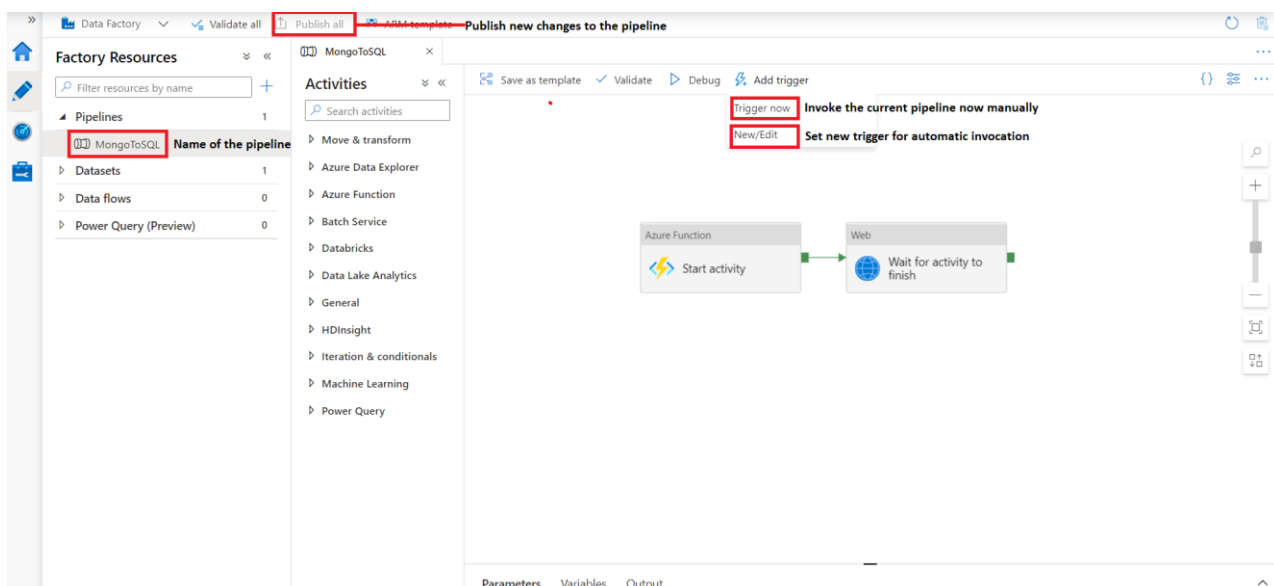 » Data Factory Validate all Publish all ARM template Publish new changes to the pipeline
Factory Resources
Filter resources by name
Pipelines 1
MongoToSQL Name of the pipeline
Datasets 1
Data flows 0
Power Query (Preview) 0
MongoToSQL ×
Activities
Search activities
Move & transform
Azure Data Explorer
Azure Function
Batch Service
Databricks
Data Lake Analytics
General
HDInsight
Iteration & conditionals
Machine Learning
Power Query
Save as template Validate Debug Add trigger
Trigger now Invoke the current pipeline now manually
New/Edit Set new trigger for automatic invocation
Azure Function
Start activity
Web
Wait for activity to
finish
Parameters Variables Output